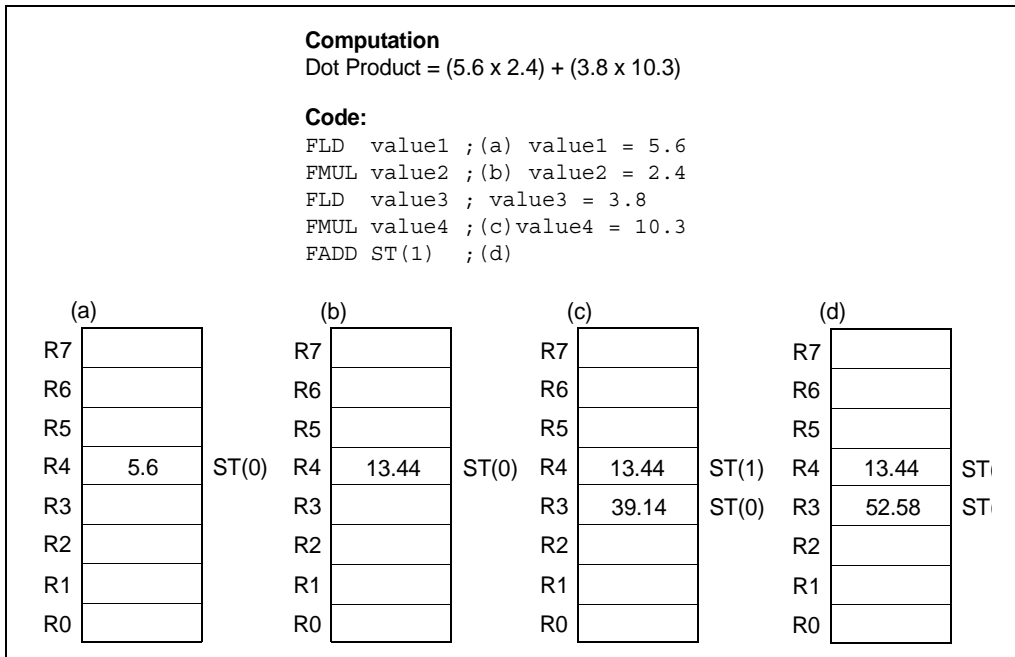 Computation
Dot Product = (5.6 x 2.4) + (3.8 x 10.3)
Code:
FLD value1 ;(a) value1 = 5.6
FMUL value2 ;(b) value2 = 2.4
FLD value3 ; value3 = 3.8
FMUL value4 ;(c)value4 = 10.3
FADD ST(1) ;(d)
(a) (b) (c) (d)
R7 R7 R7 R7
R6 R6 R6 R6
R5 R5 R5 R5
R4 5.6 ST(0) R4 13.44 ST(0) R4 13.44 ST(1) R4 13.44 ST(
R3 R3 R3 39.14 ST(0) R3 52.58 ST(
R2 R2 R2 R2
R1 R1 R1 R1
R0 R0 R0 R0